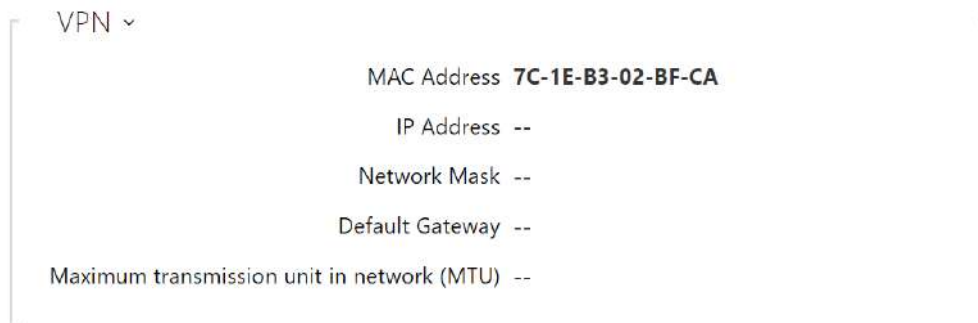 VPN
MAC Address 7C-1E-B3-02-BF-CA
IP Address --
Network Mask --
Default Gateway --
Maximum transmission unit in network (MTU) --